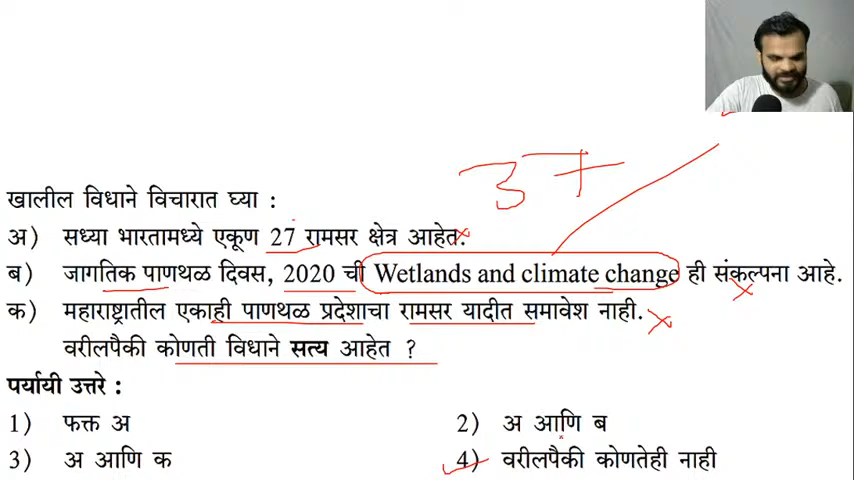 37
खालील विधाने विचारात घ्या :
अ) सध्या भारतामध्ये एकूण 27 रामसर क्षेत्र आहेत.
ब) जागतिक पाणथळ दिवस, 2020 ची Wetlands and climate change ही संकल्पना आहे.
क) महाराष्ट्रातील एकाही पाणथळ प्रदेशाचा रामसर यादीत समावेश नाही.
वरीलपैकी कोणती विधाने सत्य आहेत ?
पर्यायी उत्तरे :
1) फक्त अ 2) अ आणि ब
3) अ आणि क 4) वरीलपैकी कोणतेही नाही